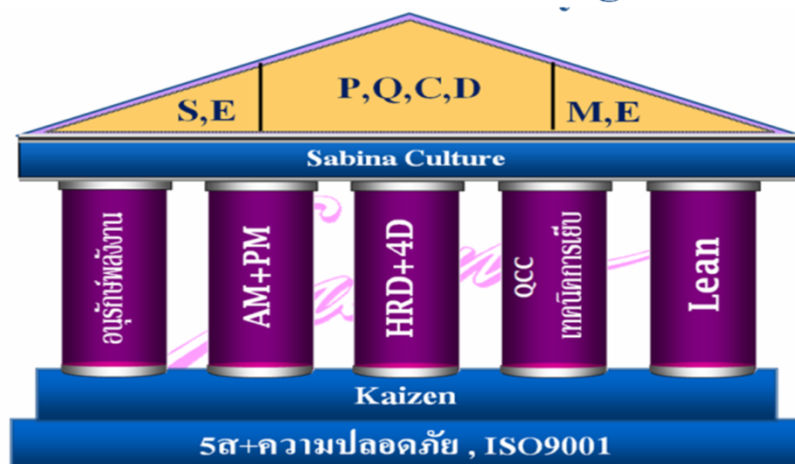 P,Q,C,D
S,E
M,E
Sabina Culture
อนุรักษ์พลังงาน
AM+PM
HRD+4D
QCC
เทคนิคการเย็บ
Lean
Kaizen
5ส+ความปลอดภัย , ISO9001